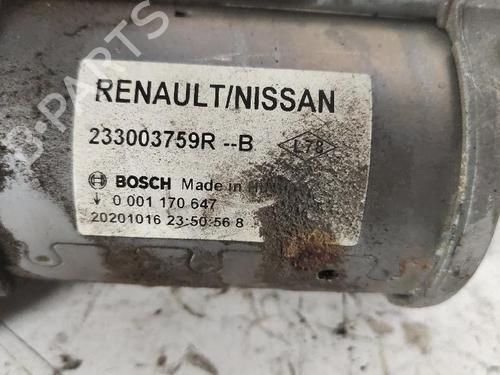 RENAULT/NISSAN
233003759R --B
L78
BOSCH Made in
0 001 170 647
20201016 23:50:56 8
B-PARTS